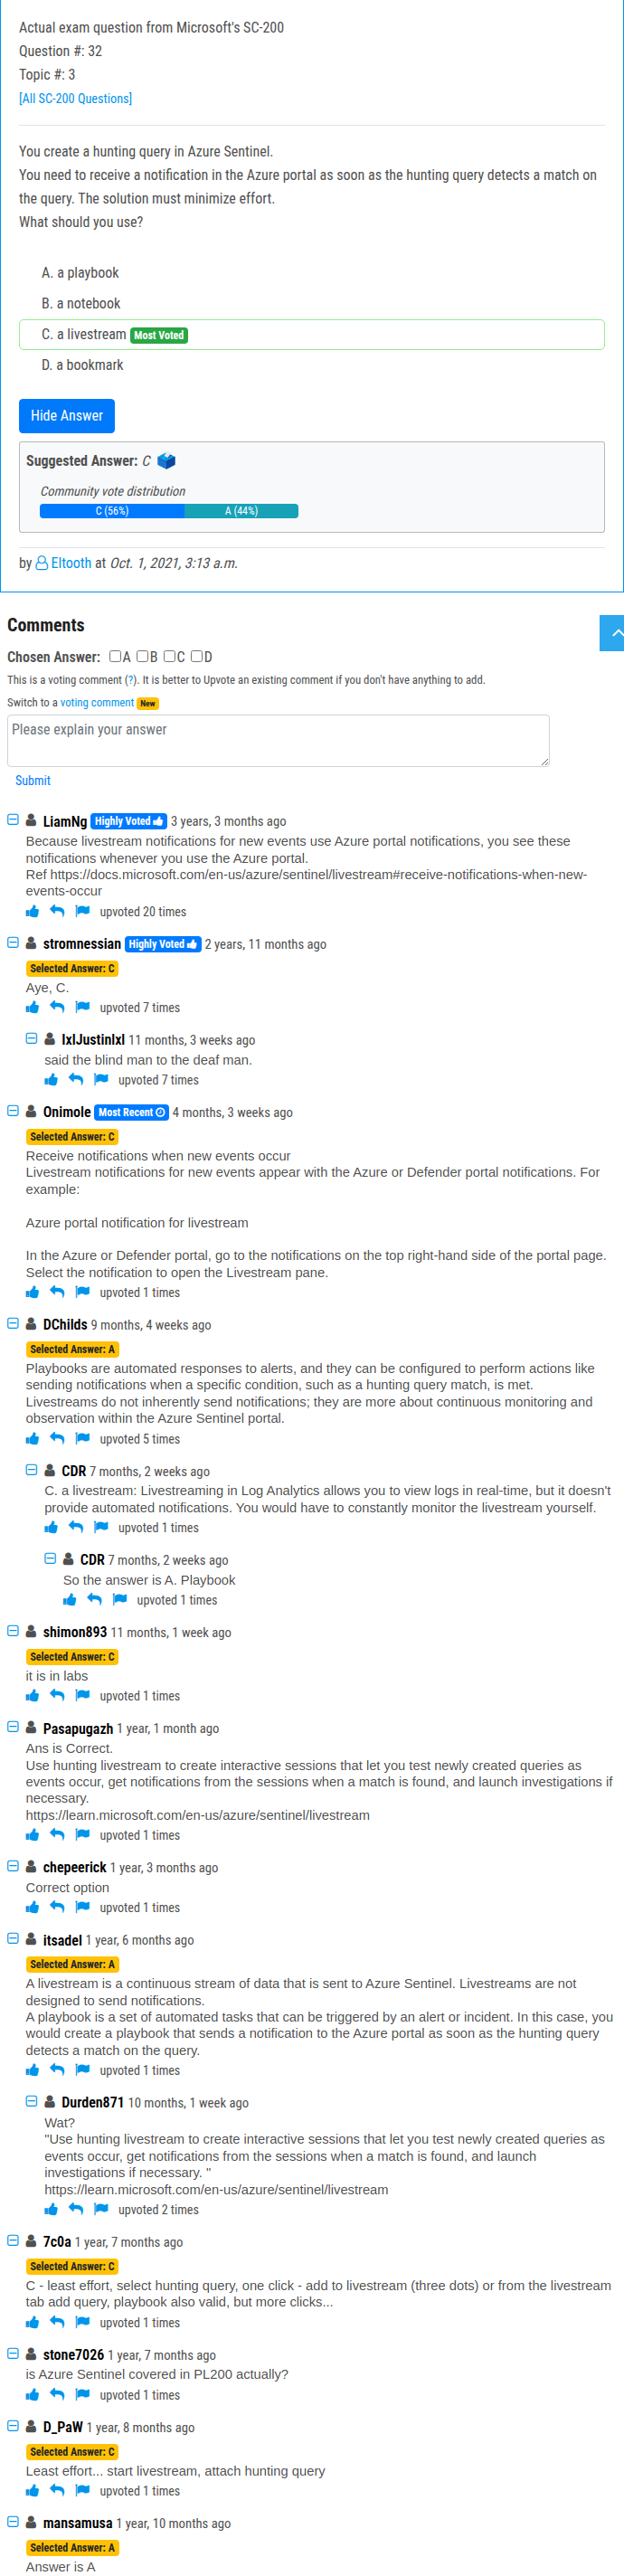 Actual exam question from Microsoft's SC-200
Question #: 32
Topic #: 3
[All SC-200 Questions]
You create a hunting query in Azure Sentinel.
You need to receive a notification in the Azure portal as soon as the hunting query detects a match on
the query. The solution must minimize effort.
What should you use?
A. a playbook
B. a notebook
C. a livestream Most Voted
D. a bookmark
Hide Answer
Suggested Answer: C
Community vote distribution
C (56%) A (44%)
by Eltooth at Oct. 1, 2021, 3:13 a.m.
Comments
Chosen Answer: A B C D
This is a voting comment (?). It is better to Upvote an existing comment if you don't have anything to add.
Switch to a voting comment New
Please explain your answer
Submit
LiamNg Highly Voted 3 years, 3 months ago
Because livestream notifications for new events use Azure portal notifications, you see these
notifications whenever you use the Azure portal.
Ref https://docs.microsoft.com/en-us/azure/sentinel/livestream#receive-notifications-when-new-
events-occur
upvoted 20 times
stromnessian Highly Voted 2 years, 11 months ago
Selected Answer: C
Aye, C.
upvoted 7 times
IxlJustinlxl 11 months, 3 weeks ago
said the blind man to the deaf man.
upvoted 7 times
Onimole Most Recent 4 months, 3 weeks ago
Selected Answer: C
Receive notifications when new events occur
Livestream notifications for new events appear with the Azure or Defender portal notifications. For
example:
Azure portal notification for livestream
In the Azure or Defender portal, go to the notifications on the top right-hand side of the portal page.
Select the notification to open the Livestream pane.
upvoted 1 times
DChilds 9 months, 4 weeks ago
Selected Answer: A
Playbooks are automated responses to alerts, and they can be configured to perform actions like
sending notifications when a specific condition, such as a hunting query match, is met.
Livestreams do not inherently send notifications; they are more about continuous monitoring and
observation within the Azure Sentinel portal.
upvoted 5 times
CDR 7 months, 2 weeks ago
C. a livestream: Livestreaming in Log Analytics allows you to view logs in real-time, but it doesn't
provide automated notifications. You would have to constantly monitor the livestream yourself.
upvoted 1 times
CDR 7 months, 2 weeks ago
So the answer is A. Playbook
upvoted 1 times
shimon893 11 months, 1 week ago
Selected Answer: C
it is in labs
upvoted 1 times
Pasapugazh 1 year, 1 month ago
Ans is Correct.
Use hunting livestream to create interactive sessions that let you test newly created queries as
events occur, get notifications from the sessions when a match is found, and launch investigations if
necessary.
https://learn.microsoft.com/en-us/azure/sentinel/livestream
upvoted 1 times
chepeerick 1 year, 3 months ago
Correct option
upvoted 1 times
itsadel 1 year, 6 months ago
Selected Answer: A
A livestream is a continuous stream of data that is sent to Azure Sentinel. Livestreams are not
designed to send notifications.
A playbook is a set of automated tasks that can be triggered by an alert or incident. In this case, you
would create a playbook that sends a notification to the Azure portal as soon as the hunting query
detects a match on the query.
upvoted 1 times
Durden871 10 months, 1 week ago
Wat?
"Use hunting livestream to create interactive sessions that let you test newly created queries as
events occur, get notifications from the sessions when a match is found, and launch
investigations if necessary. "
https://learn.microsoft.com/en-us/azure/sentinel/livestream
upvoted 2 times
7c0a 1 year, 7 months ago
Selected Answer: C
C - least effort, select hunting query, one click - add to livestream (three dots) or from the livestream
tab add query, playbook also valid, but more clicks...
upvoted 1 times
stone7026 1 year, 7 months ago
is Azure Sentinel covered in PL200 actually?
upvoted 1 times
D_PaW 1 year, 8 months ago
Selected Answer: C
Least effort... start livestream, attach hunting query
upvoted 1 times
mansamusa 1 year, 10 months ago
Selected Answer: A
Answer is A